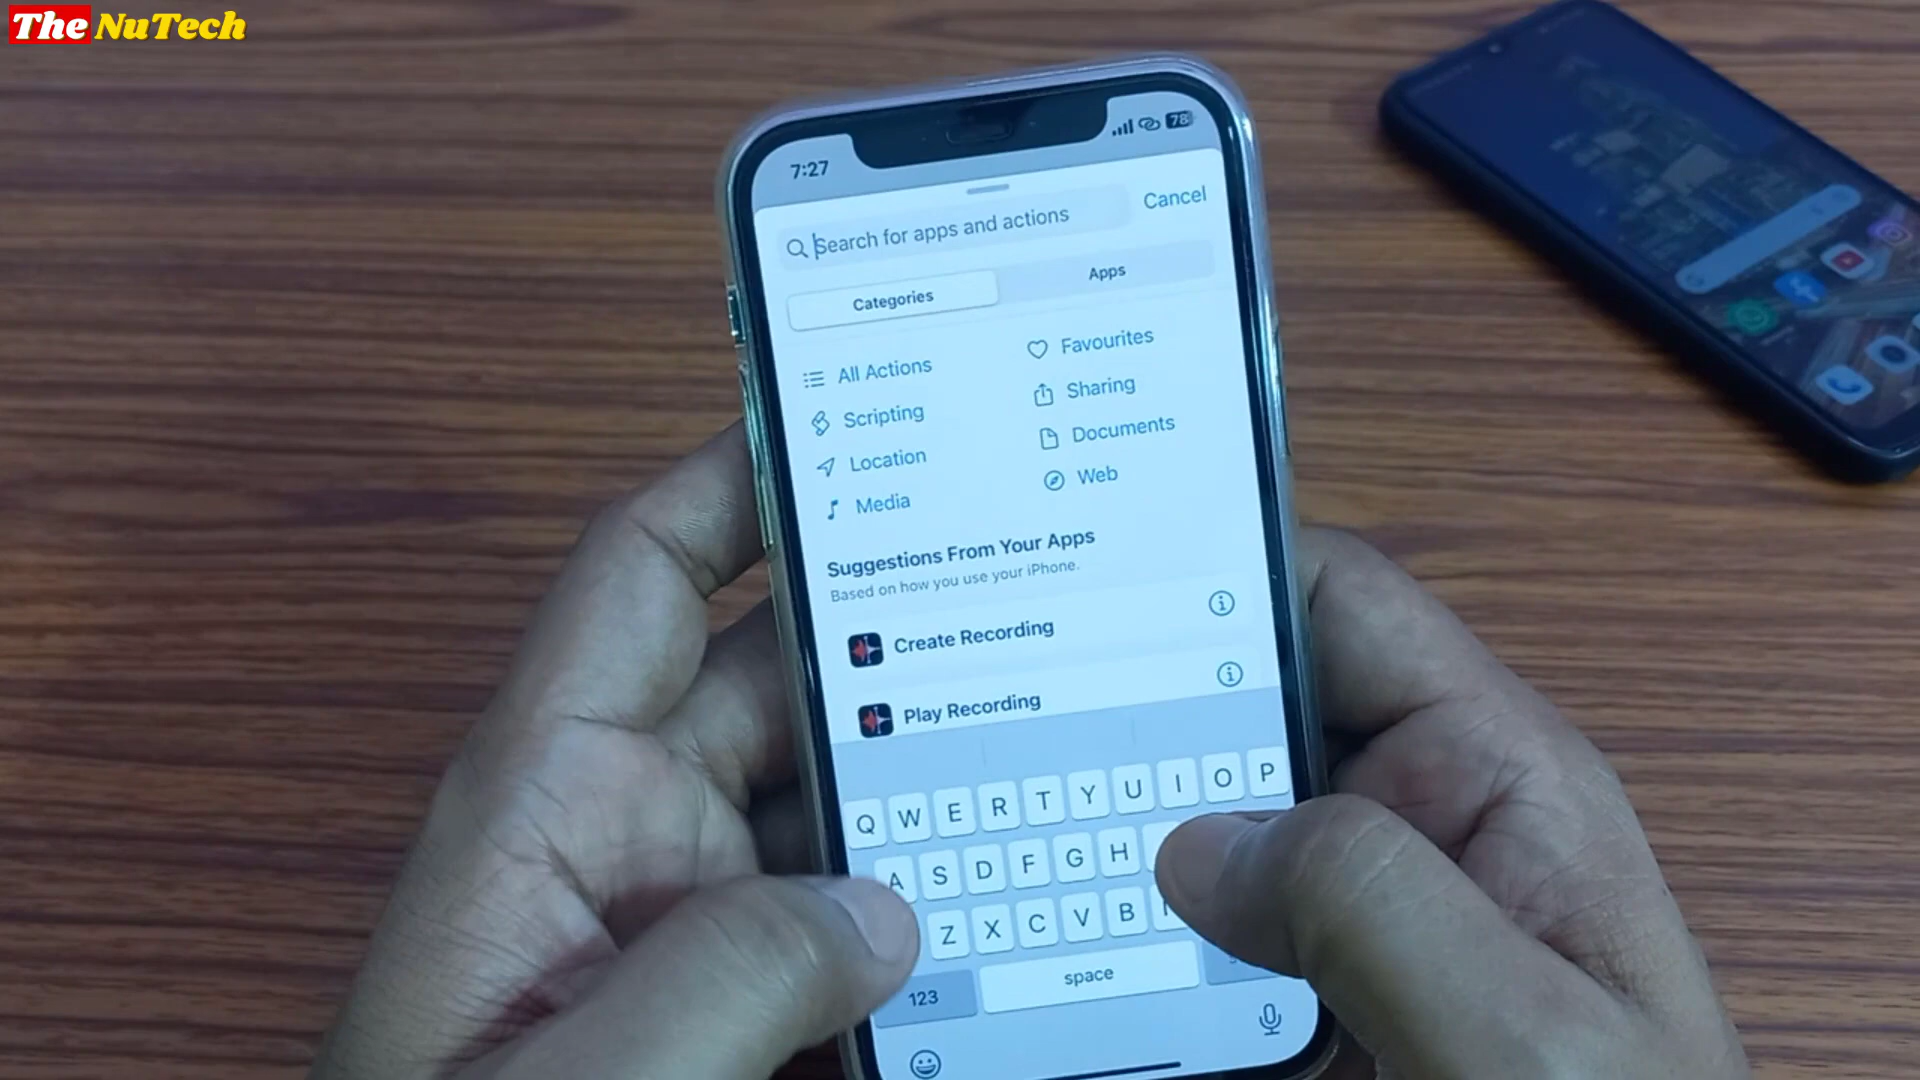 The NuTech
7:27
78
Search for apps and actions
Cancel
Categories
Apps
All Actions
Favourites
Scripting
Sharing
Location
Documents
Media
Web
Suggestions From Your Apps
Based on how you use your iPhone.
Create Recording
Play Recording
Q W E R T Y U I O P
A S D F G H
Z X C V B
123
space